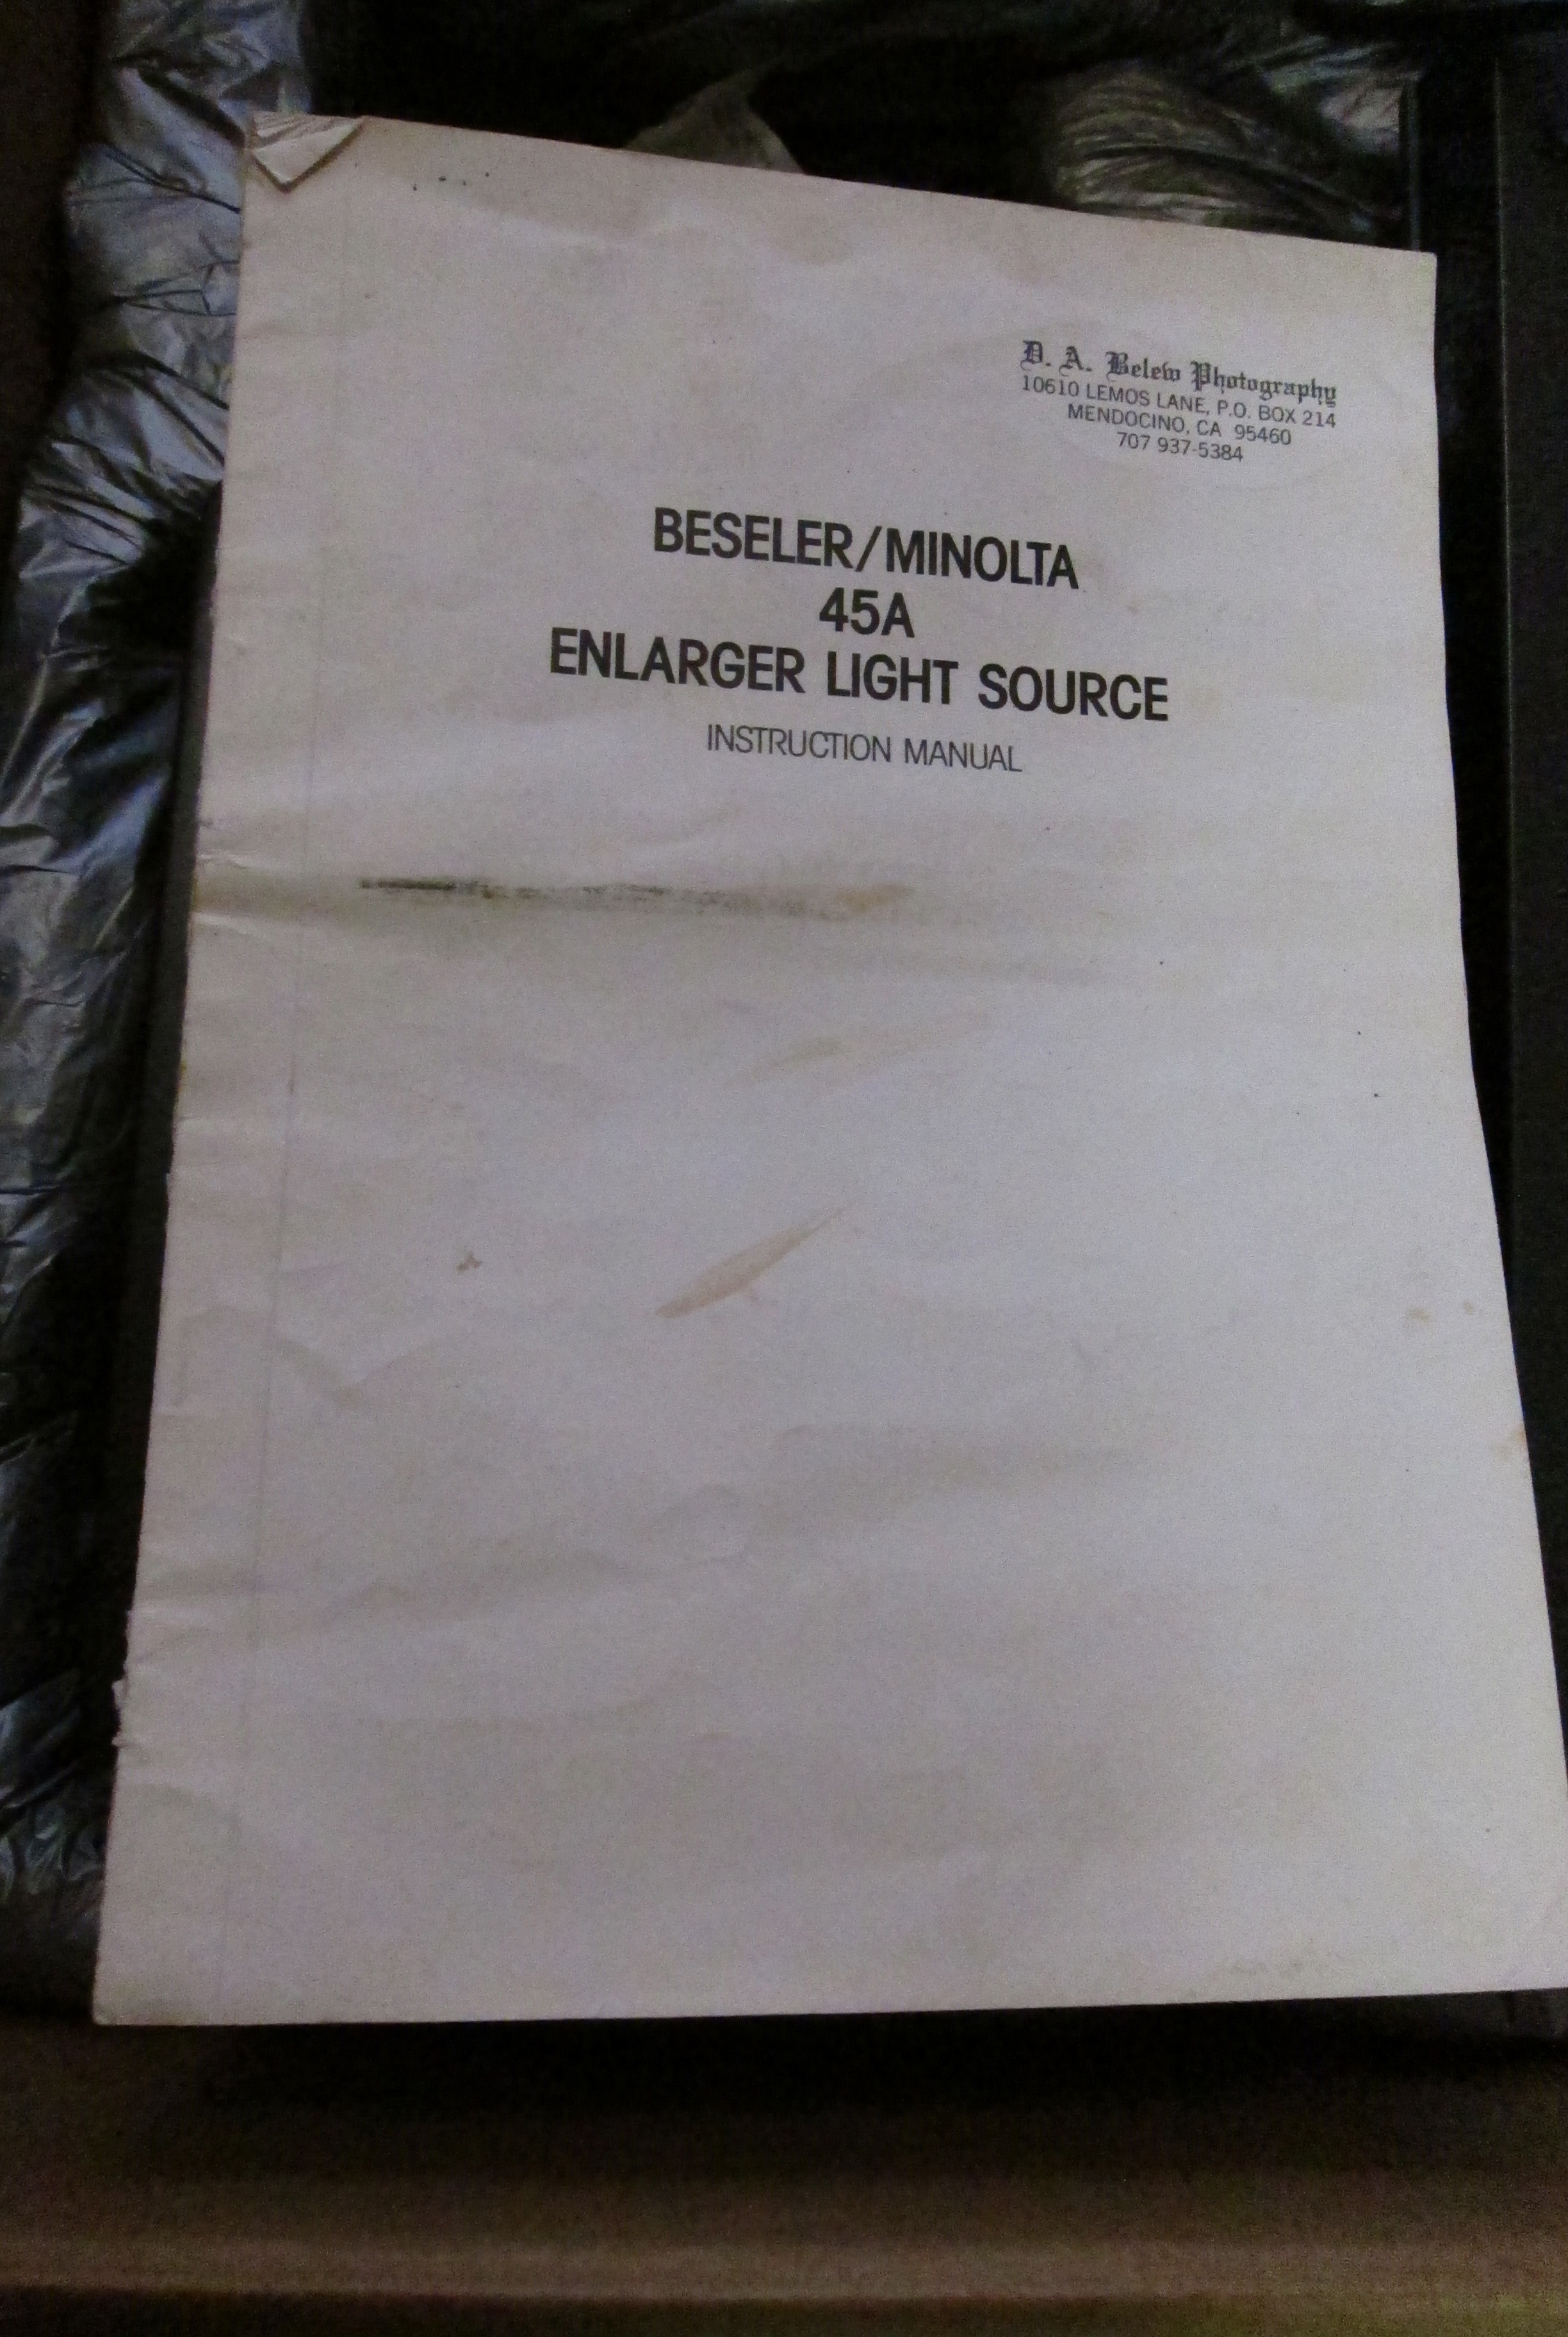 D. A. Belew Photography
10610 LEMOS LANE, P.O. BOX 214
MENDOCINO, CA 95460
707 937-5384
BESELER/MINOLTA
45A
ENLARGER LIGHT SOURCE
INSTRUCTION MANUAL